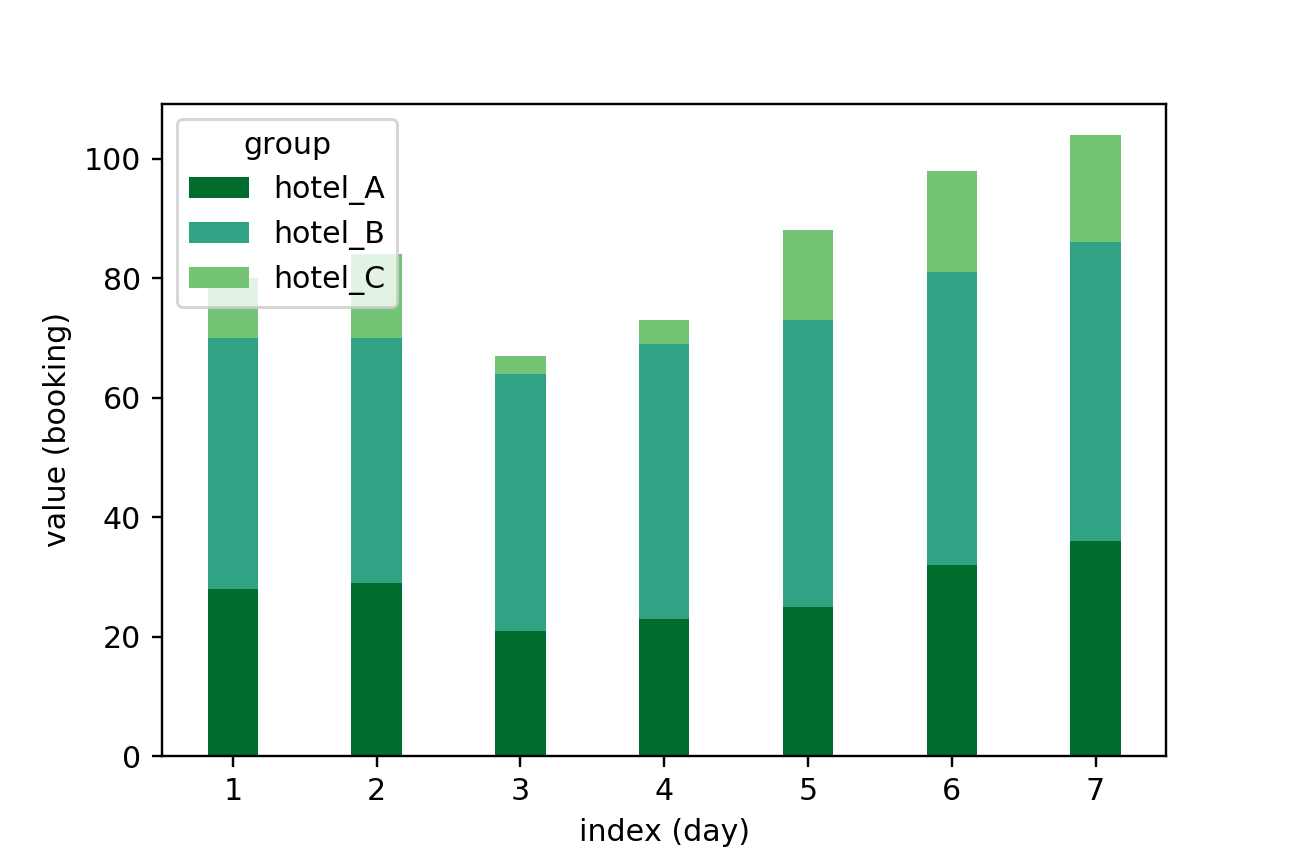 group
hotel_A
hotel_B
hotel_C
value (booking)
100
80
60
40
20
0
1 2 3 4 5 6 7
index (day)